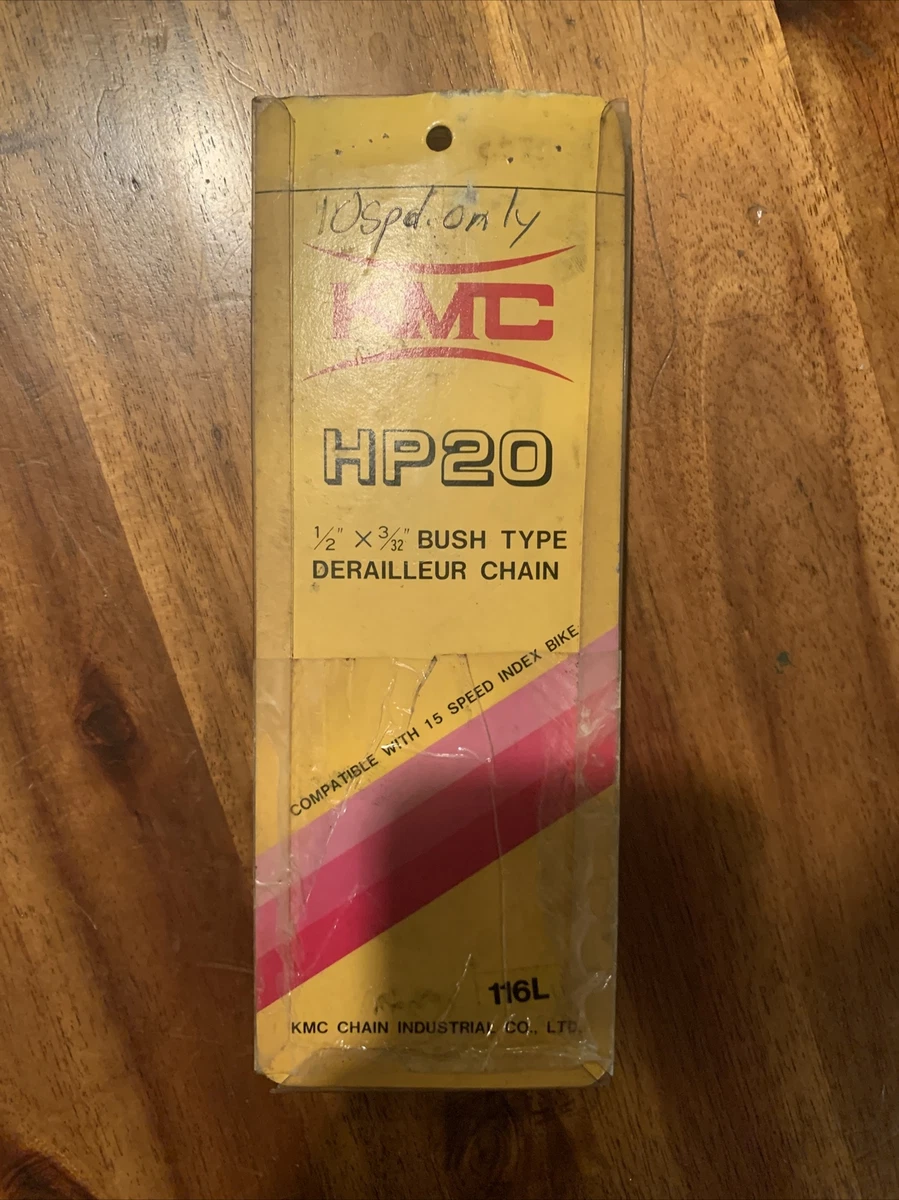 10spd. only
KMC
HP20
1/2" X 3/32" BUSH TYPE
DERAILLEUR CHAIN
COMPATIBLE WITH 15 SPEED INDEX BIKE
116L
KMC CHAIN INDUSTRIAL CO., LTD.